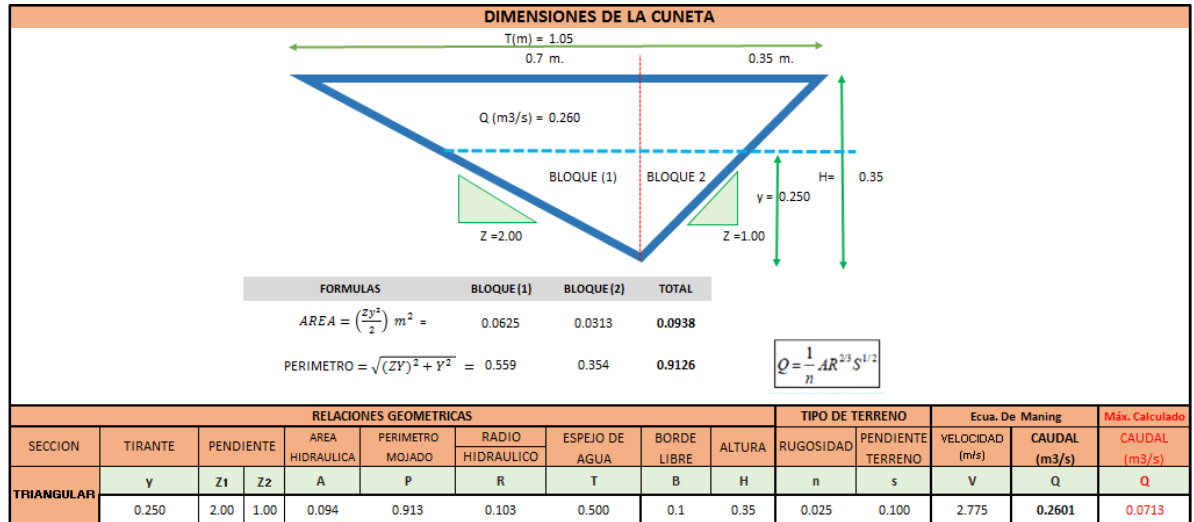 DIMENSIONES DE LA CUNETA
T(m) = 1.05
0.7 m. 0.35 m.
Q (m3/s) = 0.260
BLOQUE (1) BLOQUE 2 H= 0.35
y = 0.250
Z =2.00 Z =1.00
FORMULAS BLOQUE (1) BLOQUE (2) TOTAL
AREA = (Zy²/2) m² = 0.0625 0.0313 0.0938
PERIMETRO = √((ZY)² + Y²) = 0.559 0.354 0.9126
Q = 1/n AR^2/3 S^1/2
RELACIONES GEOMETRICAS TIPO DE TERRENO Ecua. De Maning Máx. Calculado
SECCION TIRANTE PENDIENTE AREA HIDRAULICA PERIMETRO MOJADO RADIO HIDRAULICO ESPEJO DE AGUA BORDE LIBRE ALTURA RUGOSIDAD PENDIENTE TERRENO VELOCIDAD (m/s) CAUDAL (m3/s) CAUDAL (m3/s)
TRIANGULAR y Z1 Z2 A P R T B H n s V Q Q
0.250 2.00 1.00 0.094 0.913 0.103 0.500 0.1 0.35 0.025 0.100 2.775 0.2601 0.0713